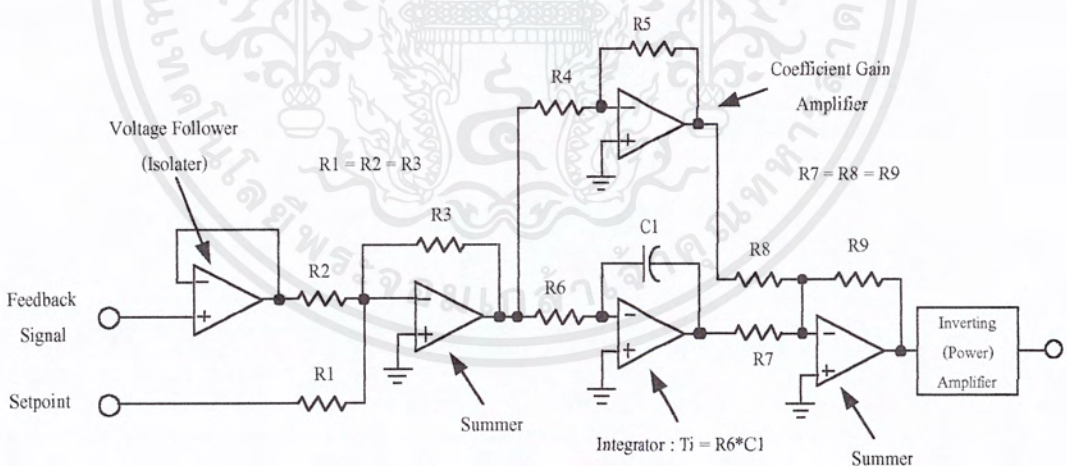 R5
R4
Coefficient Gain
Amplifier
Voltage Follower
(Isolater)
R1 = R2 = R3
R7 = R8 = R9
R3
C1
R2
R6
R8
R9
Feedback
Signal
R7
Inverting
(Power)
Amplifier
R1
Setpoint
Summer
Integrator : Ti = R6*C1
Summer